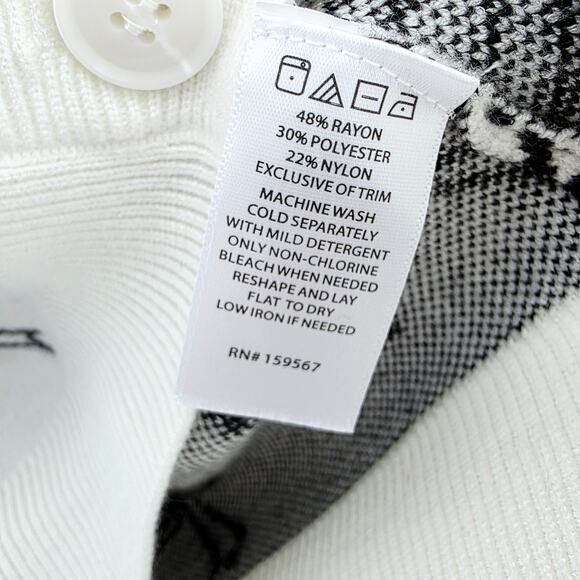 48% RAYON
30% POLYESTER
22% NYLON
EXCLUSIVE OF TRIM
MACHINE WASH
COLD SEPARATELY
WITH MILD DETERGENT
ONLY NON-CHLORINE
BLEACH WHEN NEEDED
RESHAPE AND LAY
FLAT TO DRY
LOW IRON IF NEEDED
RN# 159567